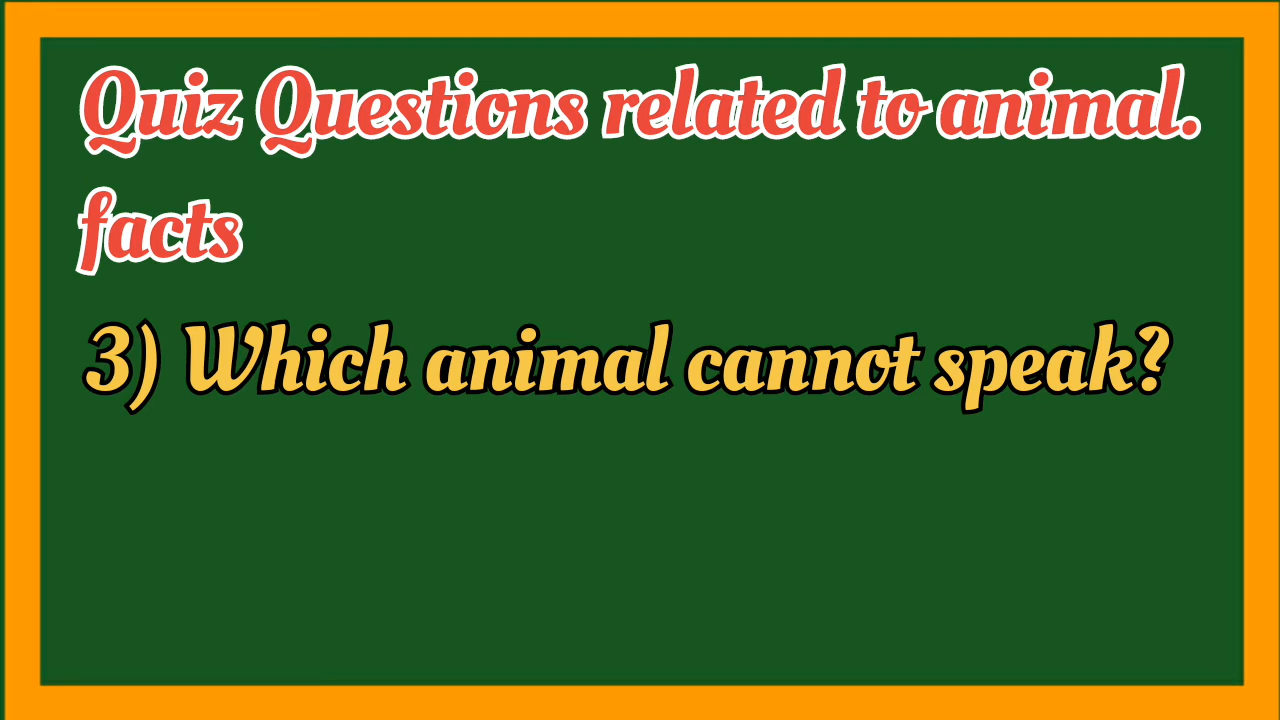 Quiz Questions related to animal.
facts
3) Which animal cannot speak?